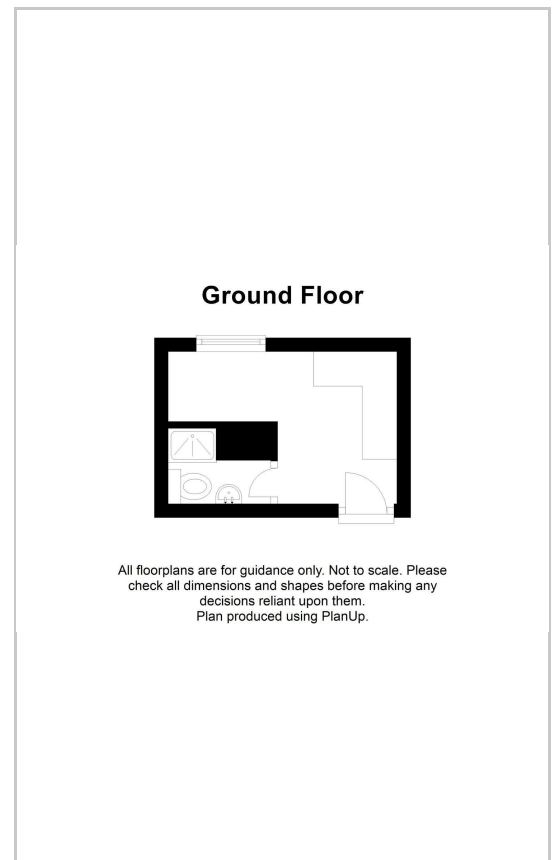 Ground Floor
All floorplans are for guidance only. Not to scale. Please
check all dimensions and shapes before making any
decisions reliant upon them.
Plan produced using PlanUp.